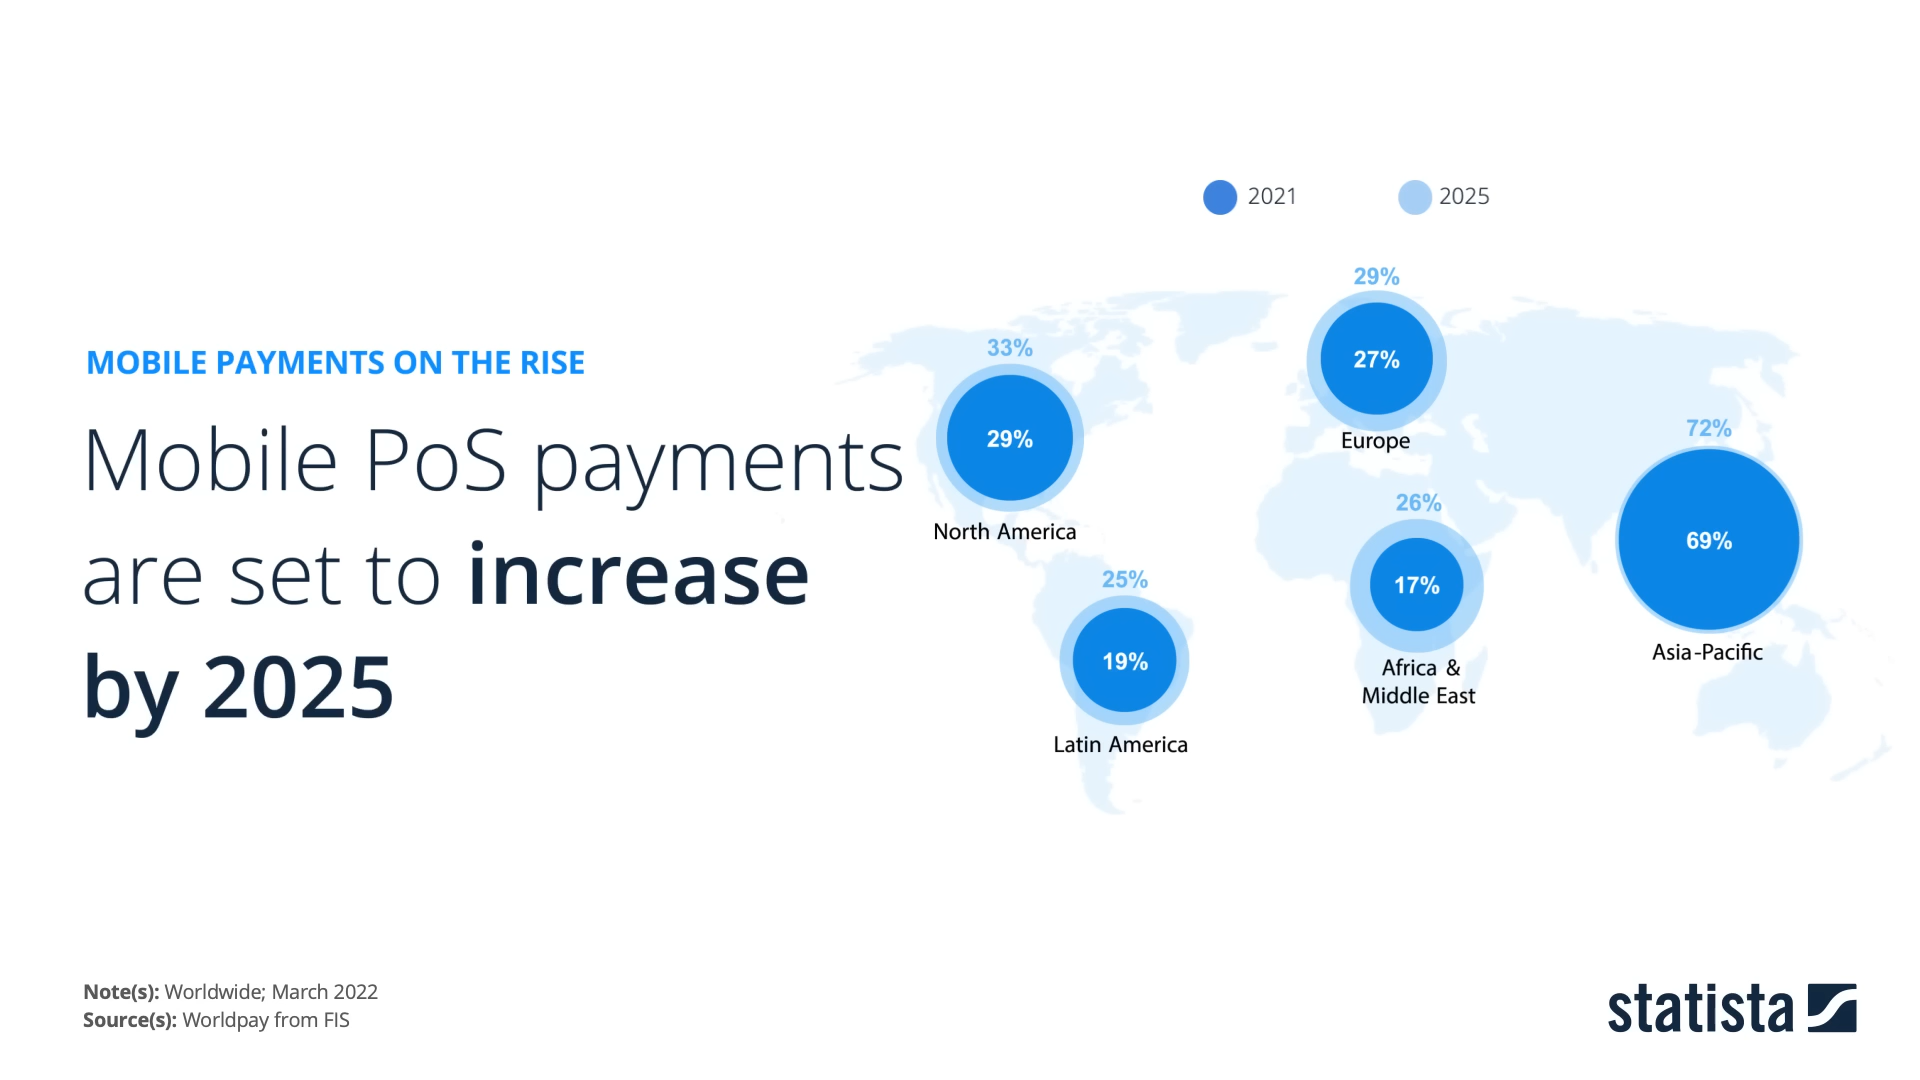 MOBILE PAYMENTS ON THE RISE
Mobile PoS payments
are set to increase
by 2025
2021
2025
33%
29%
North America
29%
27%
Europe
72%
69%
Asia-Pacific
26%
17%
Africa &
Middle East
25%
19%
Latin America
Note(s): Worldwide; March 2022
Source(s): Worldpay from FIS
statista